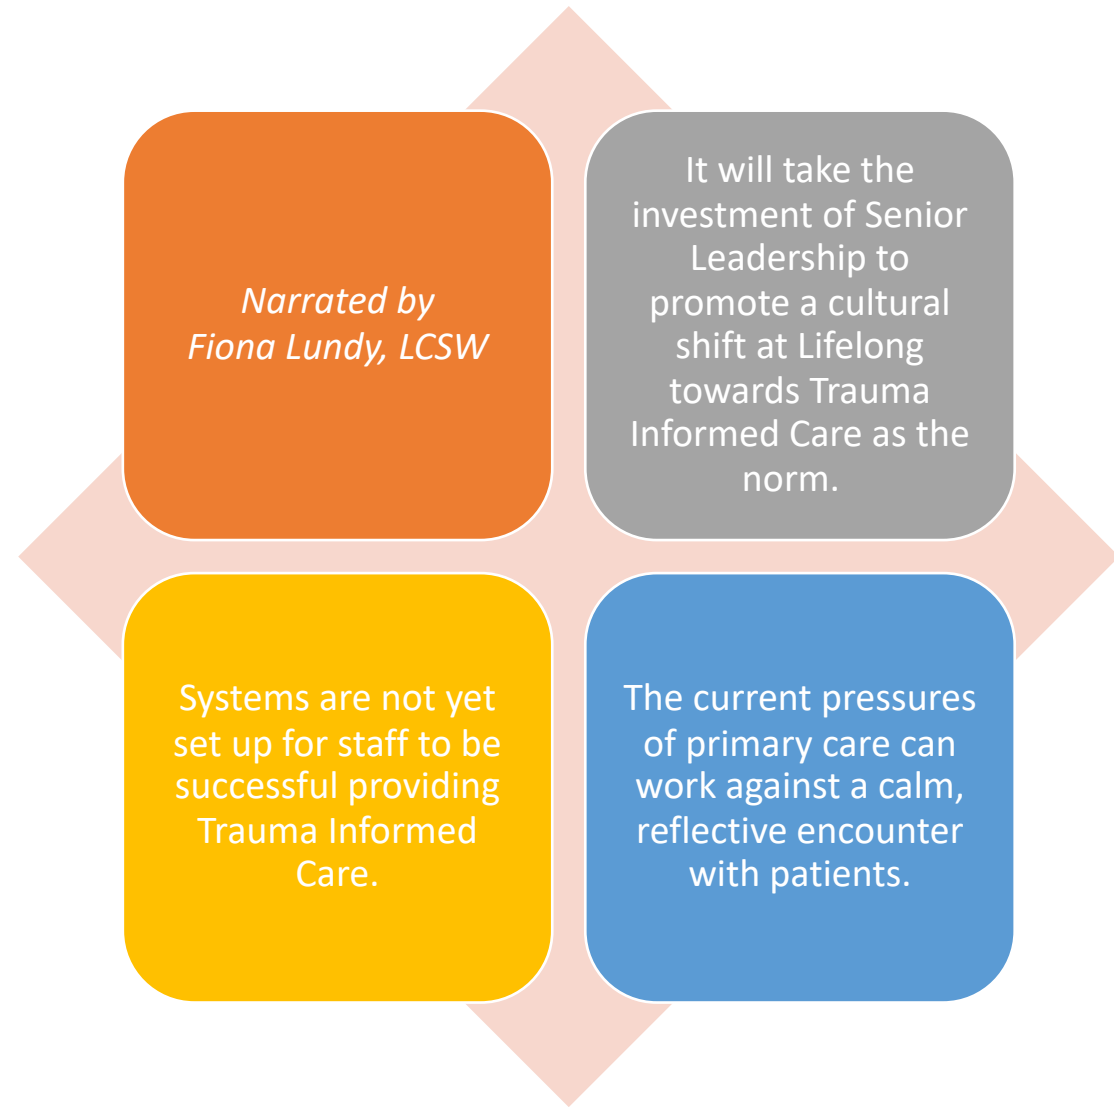 Narrated by
Fiona Lundy, LCSW
It will take the
investment of Senior
Leadership to
promote a cultural
shift at Lifelong
towards Trauma
Informed Care as the
norm.
Systems are not yet
set up for staff to be
successful providing
Trauma Informed
Care.
The current pressures
of primary care can
work against a calm,
reflective encounter
with patients.